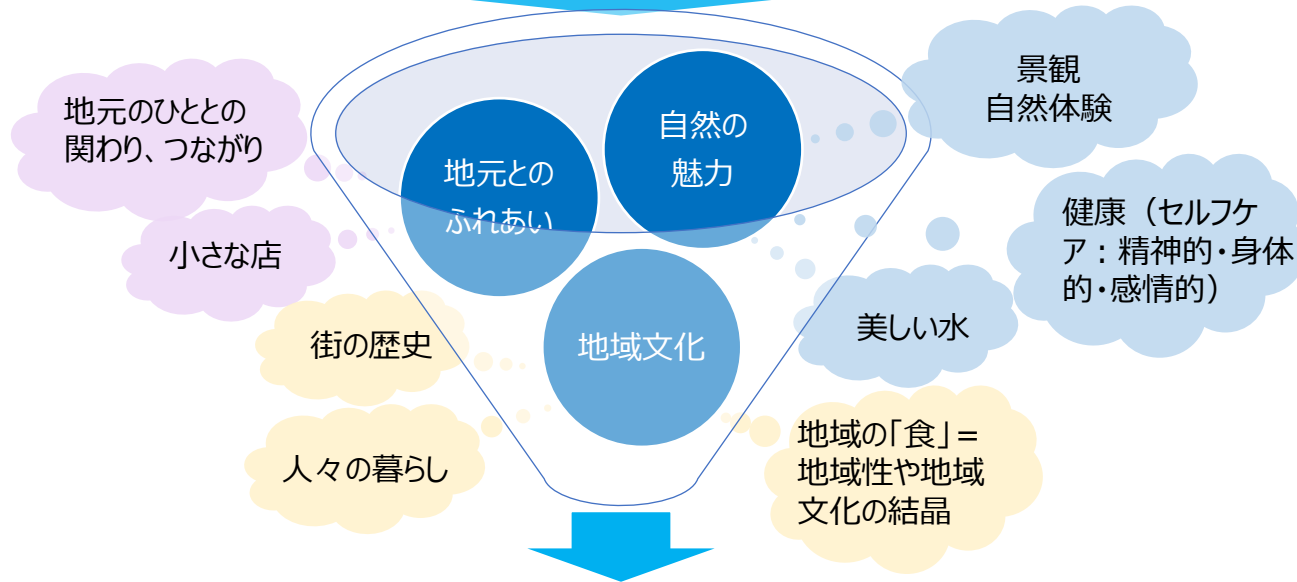 地元のひととの
関わり、つながり
小さな店
街の歴史
人々の暮らし
地元との
ふれあい
自然の
魅力
地域文化
景観
自然体験
健康（セルフケ
ア：精神的・身体
的・感情的）
美しい水
地域の「食」＝
地域性や地域
文化の結晶